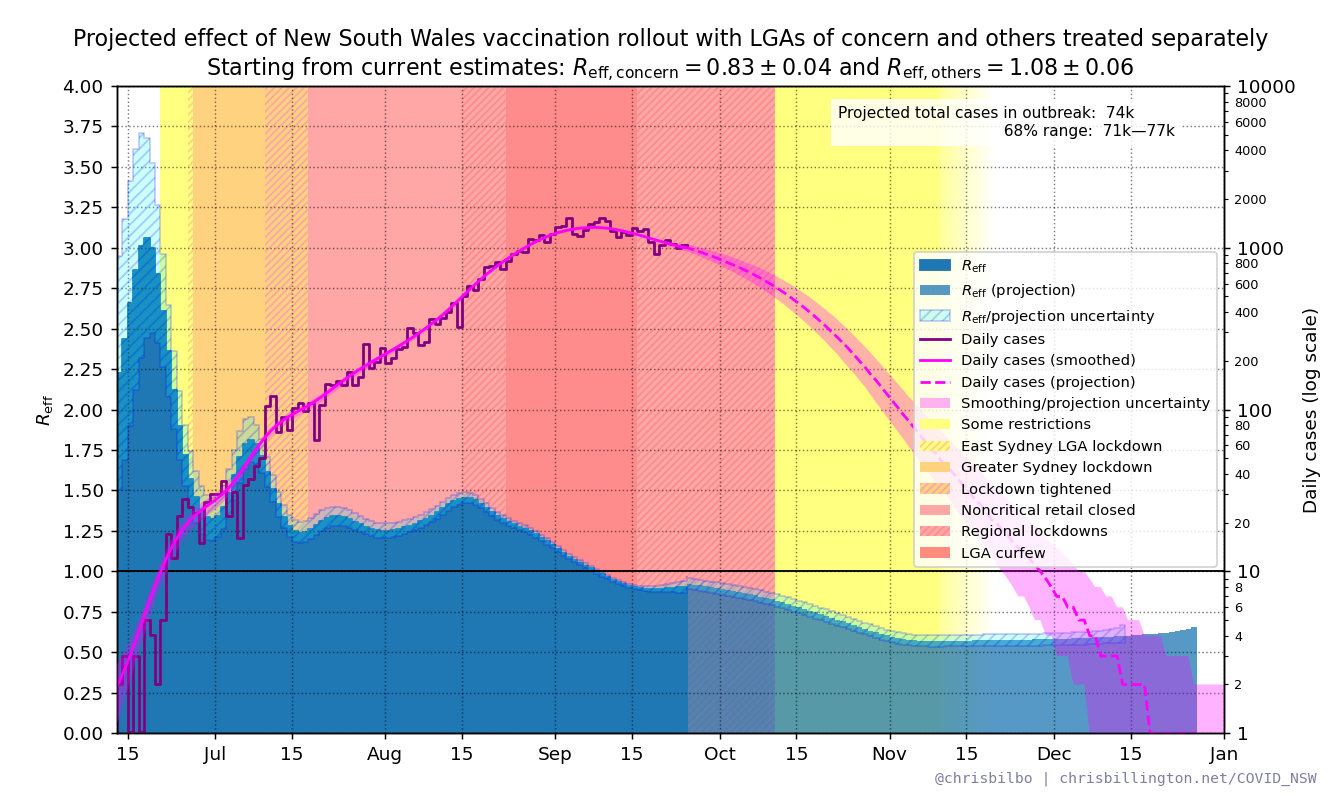 Projected effect of New South Wales vaccination rollout with LGAs of concern and others treated separately
Starting from current estimates: R_eff, concern = 0.83 ± 0.04 and R_eff, others = 1.08 ± 0.06
Projected total cases in outbreak: 74k
68% range: 71k—77k
R_eff
4.00
3.75
3.50
3.25
3.00
2.75
2.50
2.25
2.00
1.75
1.50
1.25
1.00
0.75
0.50
0.25
0.00
10000
8000
6000
4000
2000
1000
800
600
400
200
100
80
60
40
20
10
8
6
4
2
1
Daily cases (log scale)
R_eff
R_eff (projection)
R_eff/projection uncertainty
Daily cases
Daily cases (smoothed)
Daily cases (projection)
Smoothing/projection uncertainty
Some restrictions
East Sydney LGA lockdown
Greater Sydney lockdown
Lockdown tightened
Noncritical retail closed
Regional lockdowns
LGA curfew
15 Jul 15 Aug 15 Sep 15 Oct 15 Nov 15 Dec 15 Jan
@chrisbilbo | chrisbillington.net/COVID_NSW